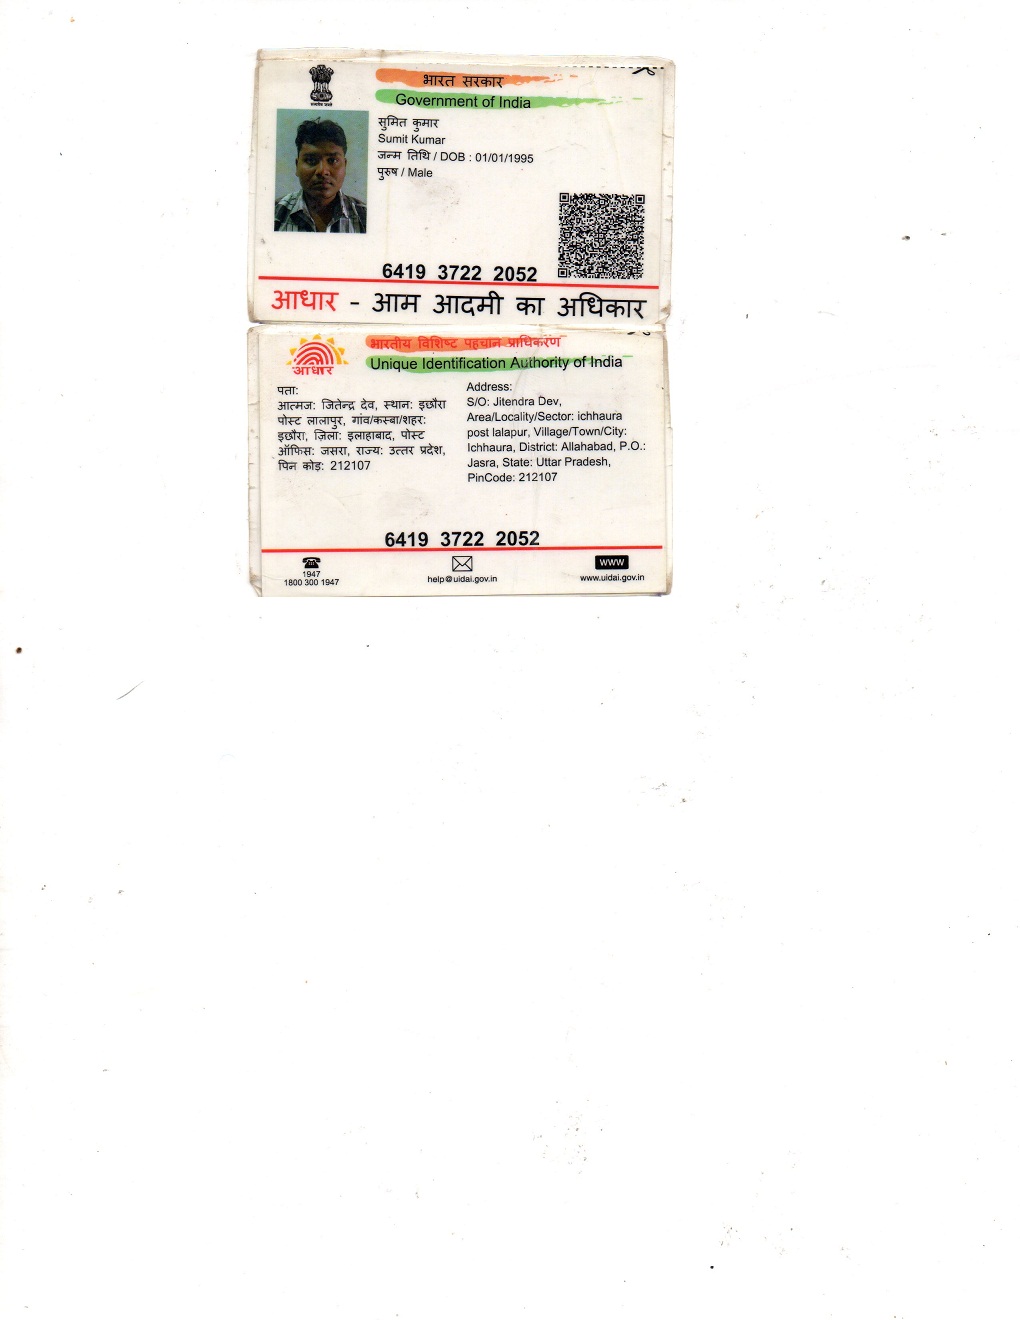 भारत सरकार
Government of India
सुमित कुमार
Sumit Kumar
जन्म तिथि / DOB : 01/01/1995
पुरुष / Male
6419 3722 2052
आधार - आम आदमी का अधिकार
भारतीय विशिष्ट पहचान प्राधिकरण
Unique Identification Authority of India
आधार
पता:
आत्मज: जितेन्द्र देव, स्थान: इछौरा
पोस्ट लालापुर, गांव/कस्बा/शहर:
इछौरा, ज़िला: इलाहाबाद, पोस्ट
ऑफिस: जसरा, राज्य: उत्तर प्रदेश,
पिन कोड: 212107
Address:
S/O: Jitendra Dev,
Area/Locality/Sector: ichhaura
post lalapur, Village/Town/City:
Ichhaura, District: Allahabad, P.O.:
Jasra, State: Uttar Pradesh,
PinCode: 212107
6419 3722 2052
1947
1800 300 1947
help@uidai.gov.in
www
www.uidai.gov.in